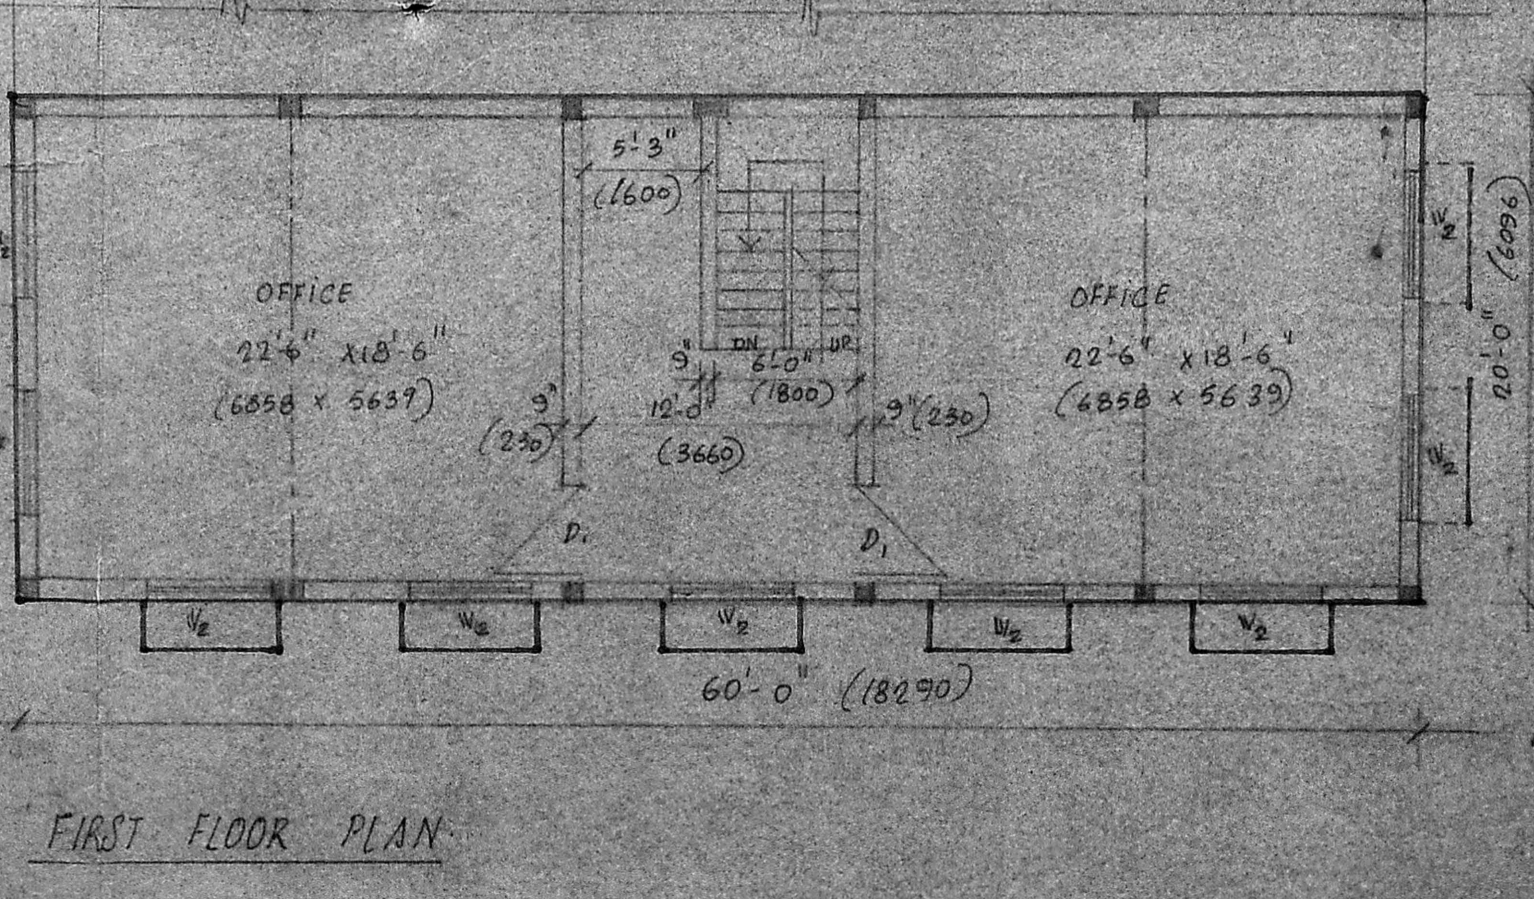 5'-3"
(1600)
W2
20'-0" (6096)
OFFICE
22'-6" x 18'-6"
(6858 x 5639)
OFFICE
22'-6" x 18'-6"
(6858 x 5639)
DN
UP
9"
6'-0"
(1800)
12'-0"
(3660)
9"
(230)
9" (230)
W2
D1
D1
W2
W2
W2
W2
W2
60'-0" (18290)
FIRST FLOOR PLAN